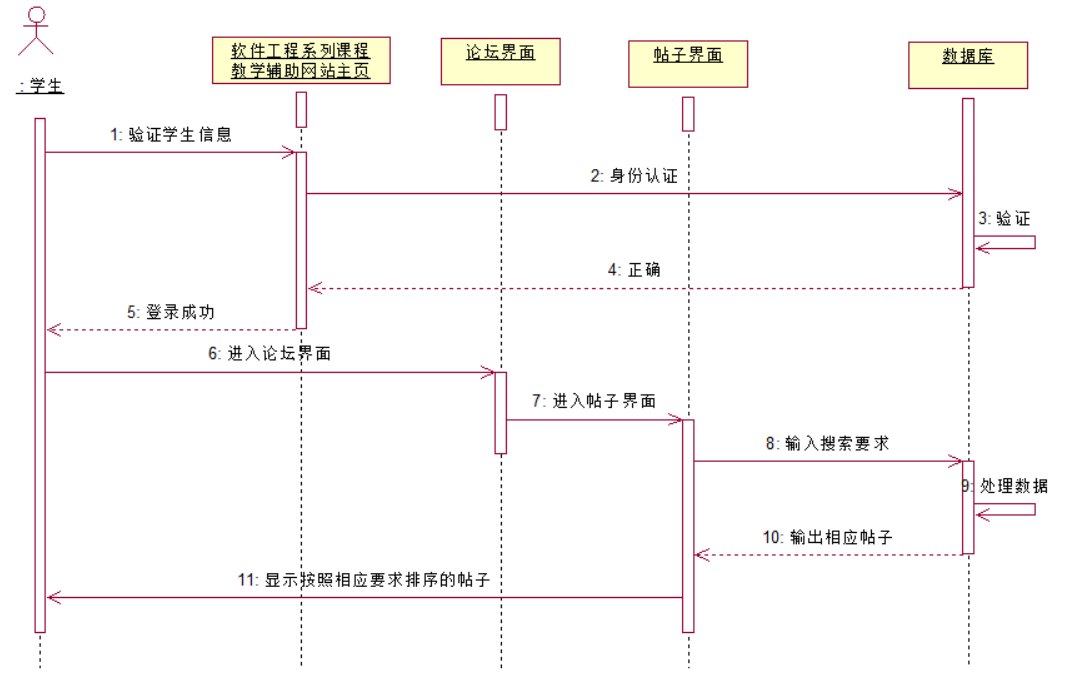 : 学生
软件工程系列课程
教学辅助网站主页
论坛界面
帖子界面
数据库
1: 验证学生信息
2: 身份认证
3: 验证
4: 正确
5: 登录成功
6: 进入论坛界面
7: 进入帖子界面
8: 输入搜索要求
9: 处理数据
10: 输出相应帖子
11: 显示按照相应要求排序的帖子